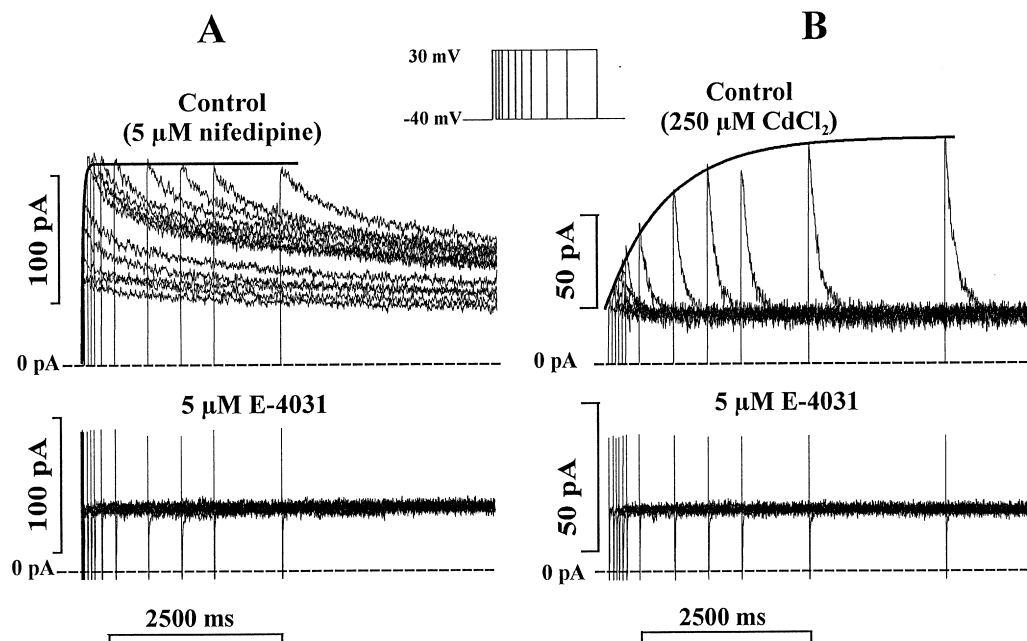 A
B
30 mV
-40 mV
Control
(5 µM nifedipine)
Control
(250 µM CdCl₂)
100 pA
50 pA
0 pA
0 pA
5 µM E-4031
5 µM E-4031
100 pA
50 pA
0 pA
0 pA
2500 ms
2500 ms